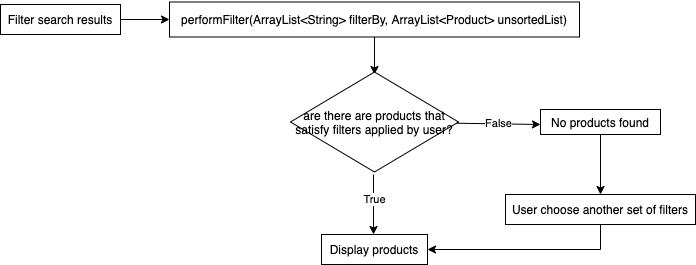 Filter search results
performFilter(ArrayList<String> filterBy, ArrayList<Product> unsortedList)
are there are products that
satisfy filters applied by user?
False
No products found
True
User choose another set of filters
Display products